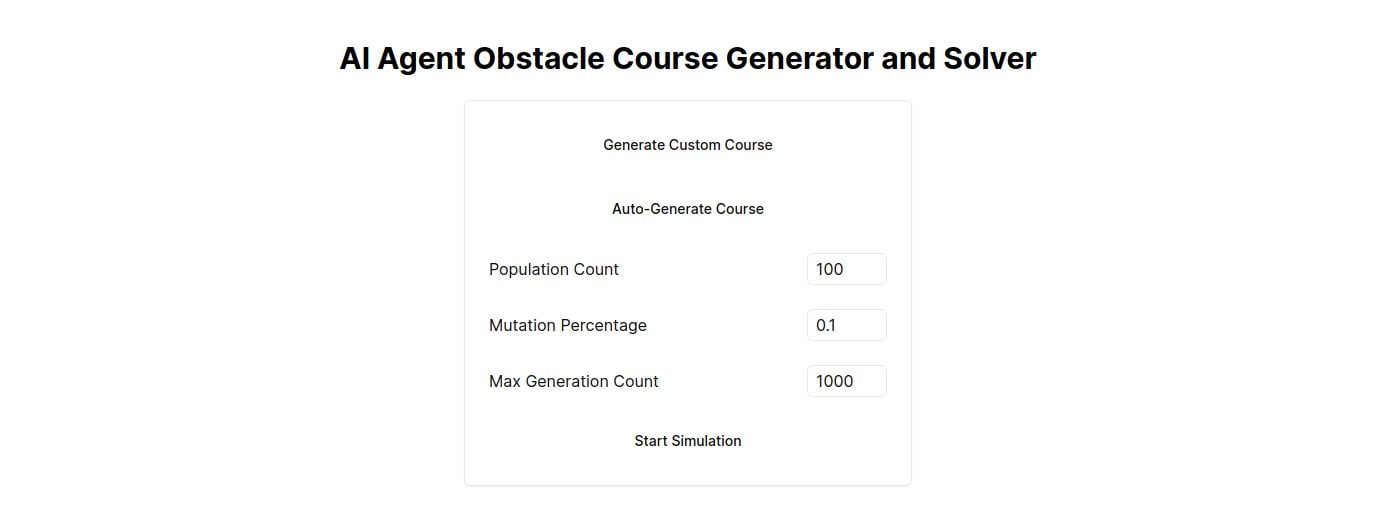 AI Agent Obstacle Course Generator and Solver
Generate Custom Course
Auto-Generate Course
Population Count 100
Mutation Percentage 0.1
Max Generation Count 1000
Start Simulation